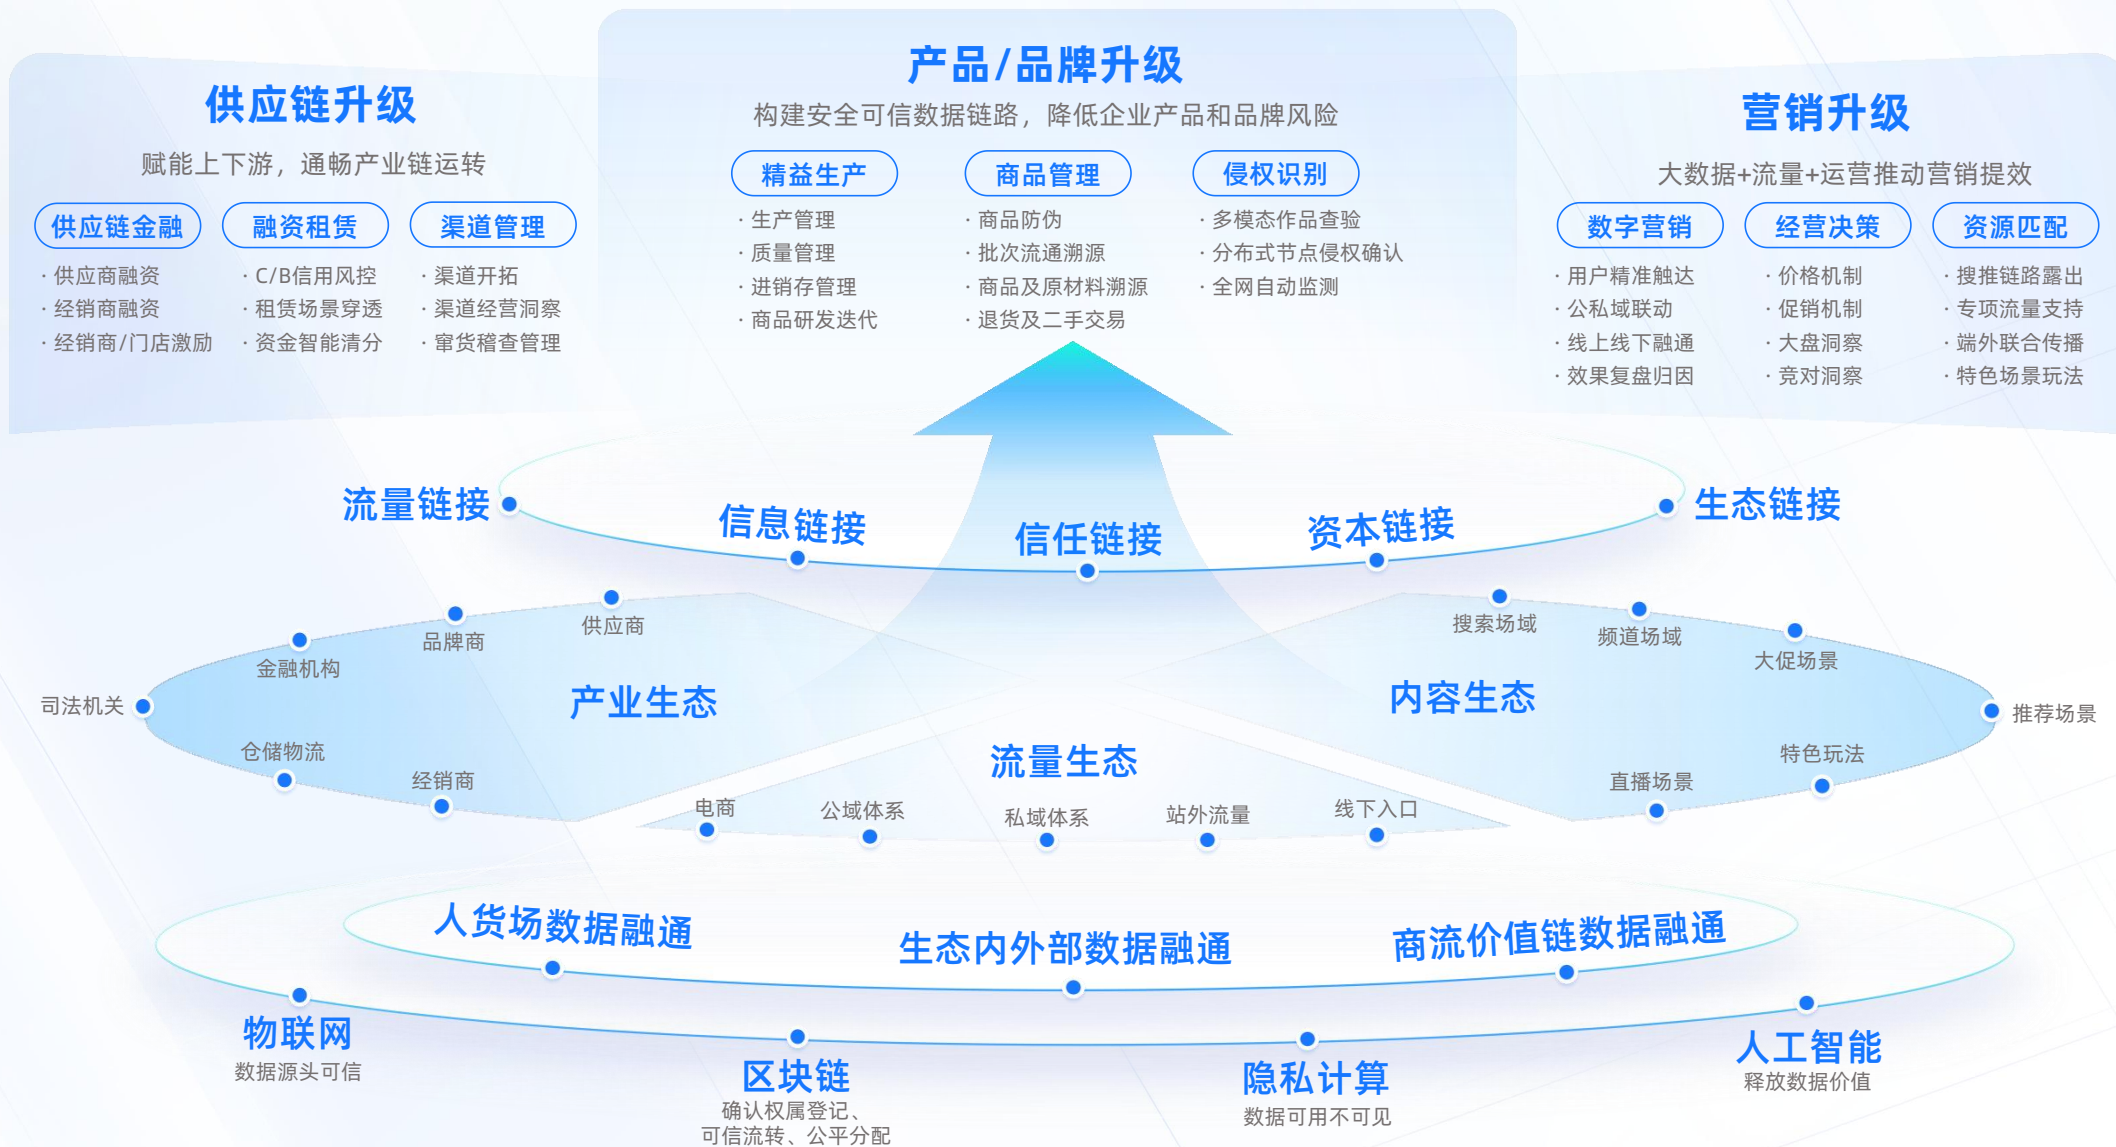 供应链升级
赋能上下游，通畅产业链运转
供应链金融
· 供应商融资
· 经销商融资
· 经销商/门店激励
融资租赁
· C/B信用风控
· 租赁场景穿透
· 资金智能清分
渠道管理
· 渠道开拓
· 渠道经营洞察
· 窜货稽查管理
产品/品牌升级
构建安全可信数据链路，降低企业产品和品牌风险
精益生产
· 生产管理
· 质量管理
· 进销存管理
· 商品研发迭代
商品管理
· 商品防伪
· 批次流通溯源
· 商品及原材料溯源
· 退货及二手交易
侵权识别
· 多模态作品查验
· 分布式节点侵权确认
· 全网自动监测
营销升级
大数据+流量+运营推动营销提效
数字营销
· 用户精准触达
· 公私域联动
· 线上线下融通
· 效果复盘归因
经营决策
· 价格机制
· 促销机制
· 大盘洞察
· 竞对洞察
资源匹配
· 搜推链路露出
· 专项流量支持
· 端外联合传播
· 特色场景玩法
流量链接
信息链接
信任链接
资本链接
生态链接
供应商
品牌商
金融机构
司法机关
仓储物流
经销商
产业生态
搜索场域
频道场域
大促场景
推荐场景
特色玩法
直播场景
内容生态
流量生态
电商
公域体系
私域体系
站外流量
线下入口
人货场数据融通
生态内外部数据融通
商流价值链数据融通
物联网
数据源头可信
区块链
确认权属登记、
可信流转、公平分配
隐私计算
数据可用不可见
人工智能
释放数据价值